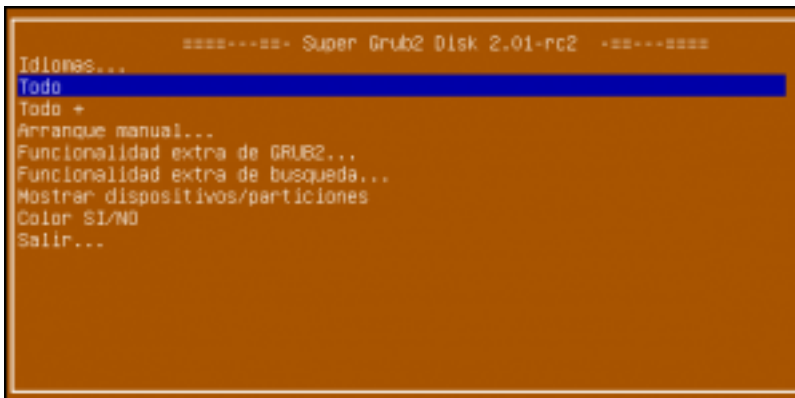 ====---==- Super Grub2 Disk 2.01-rc2 -==---====
Idiomas...
Todo
Todo +
Arranque manual...
Funcionalidad extra de GRUB2...
Funcionalidad extra de busqueda...
Mostrar dispositivos/particiones
Color SI/NO
Salir...